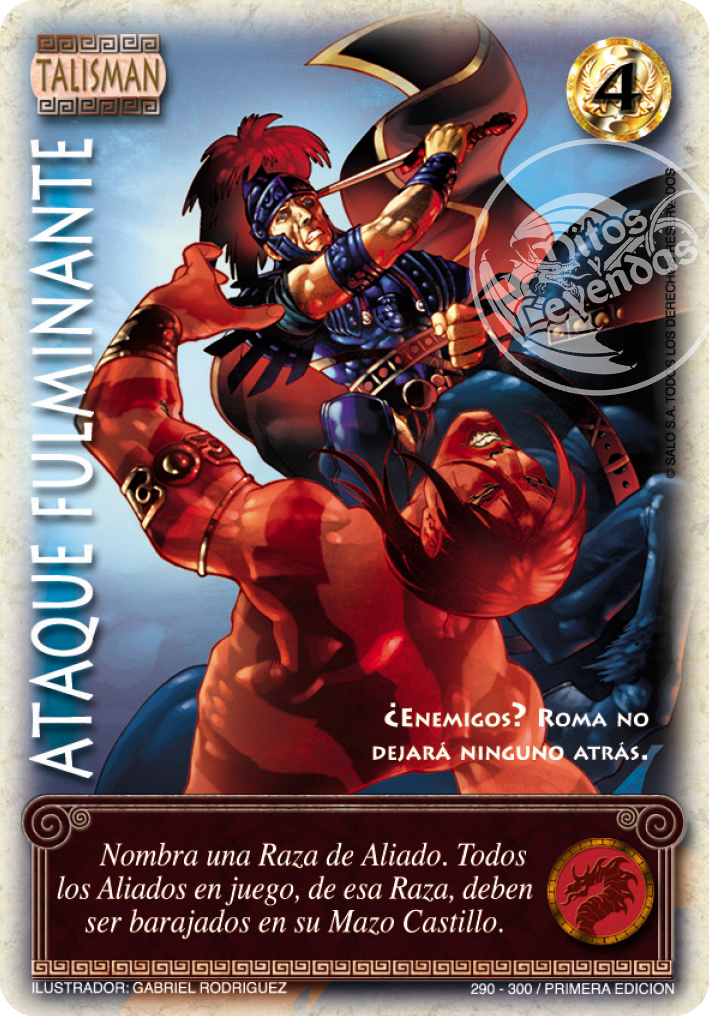 TALISMAN
4
ATAQUE FULMINANTE
Mitos
y
Leyendas
© SALO S.A. TODOS LOS DERECHOS RESERVADOS
¿ENEMIGOS? ROMA NO
DEJARÁ NINGUNO ATRÁS.
Nombra una Raza de Aliado. Todos
los Aliados en juego, de esa Raza, deben
ser barajados en su Mazo Castillo.
ILUSTRADOR: GABRIEL RODRIGUEZ
290 - 300 / PRIMERA EDICION